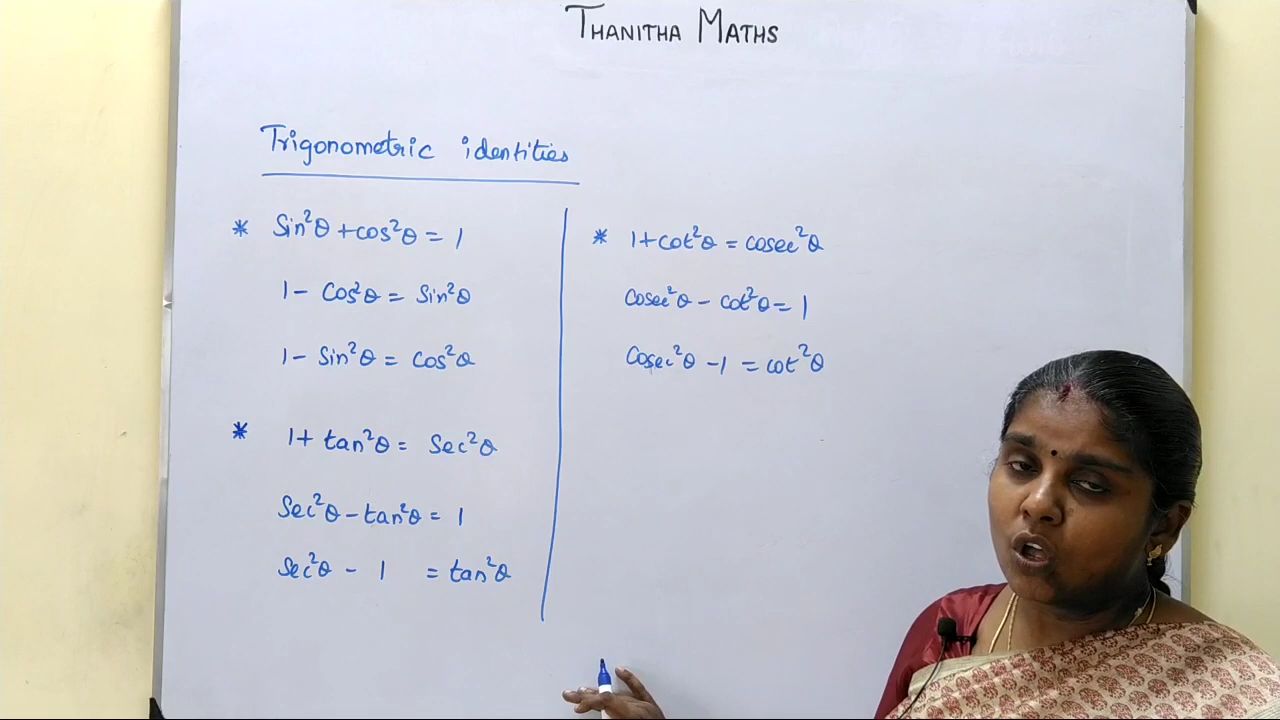 THANITHA MATHS
Trigonometric identities
* Sin²θ + cos²θ = 1
1 - Cos²θ = Sin²θ
1 - Sin²θ = Cos²θ
* 1 + tan²θ = Sec²θ
Sec²θ - tan²θ = 1
Sec²θ - 1 = tan²θ
* 1 + cot²θ = cosec²θ
Cosec²θ - cot²θ = 1
Cosec²θ - 1 = cot²θ